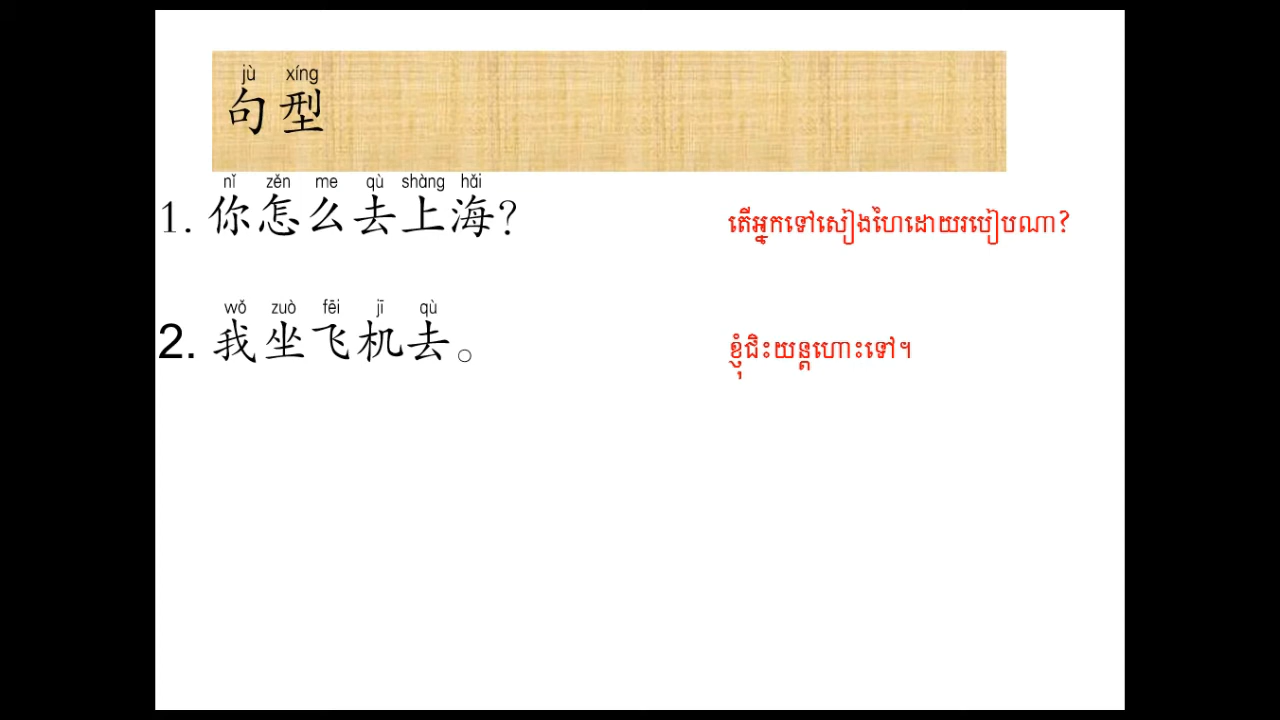 jù xíng
句型
nǐ zěn me qù shàng hǎi
1. 你怎么去上海? តើអ្នកទៅសៀងហៃដោយរបៀបណា?
wǒ zuò fēi jī qù
2. 我坐飞机去。 ខ្ញុំជិះយន្តហោះទៅ។